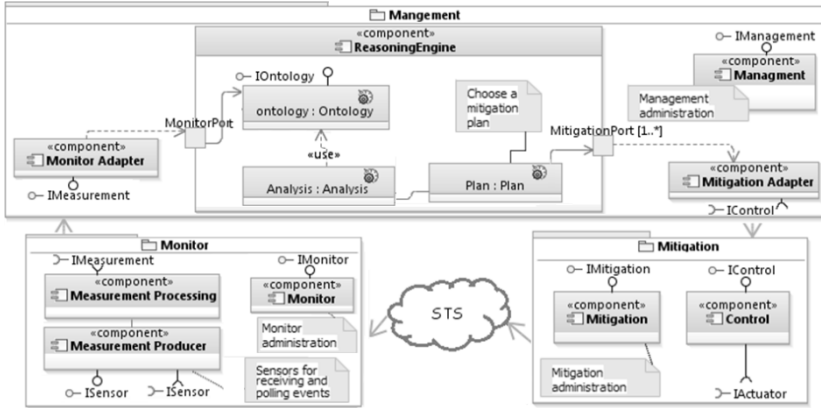 Mangement
«component»
ReasoningEngine
IOntology
ontology : Ontology
MonitorPort
«use»
Analysis : Analysis
Plan : Plan
Choose a
mitigation
plan
MitigationPort [1..*]
IManagement
«component»
Managment
Management
administration
«component»
Monitor Adapter
IMeasurement
«component»
Mitigation Adapter
IControl
Monitor
IMeasurement
«component»
Measurement Processing
«component»
Measurement Producer
ISensor
ISensor
IMonitor
«component»
Monitor
Monitor
administration
Sensors for
receiving and
polling events
STS
Mitigation
IMitigation
«component»
Mitigation
Mitigation
administration
IControl
«component»
Control
IActuator